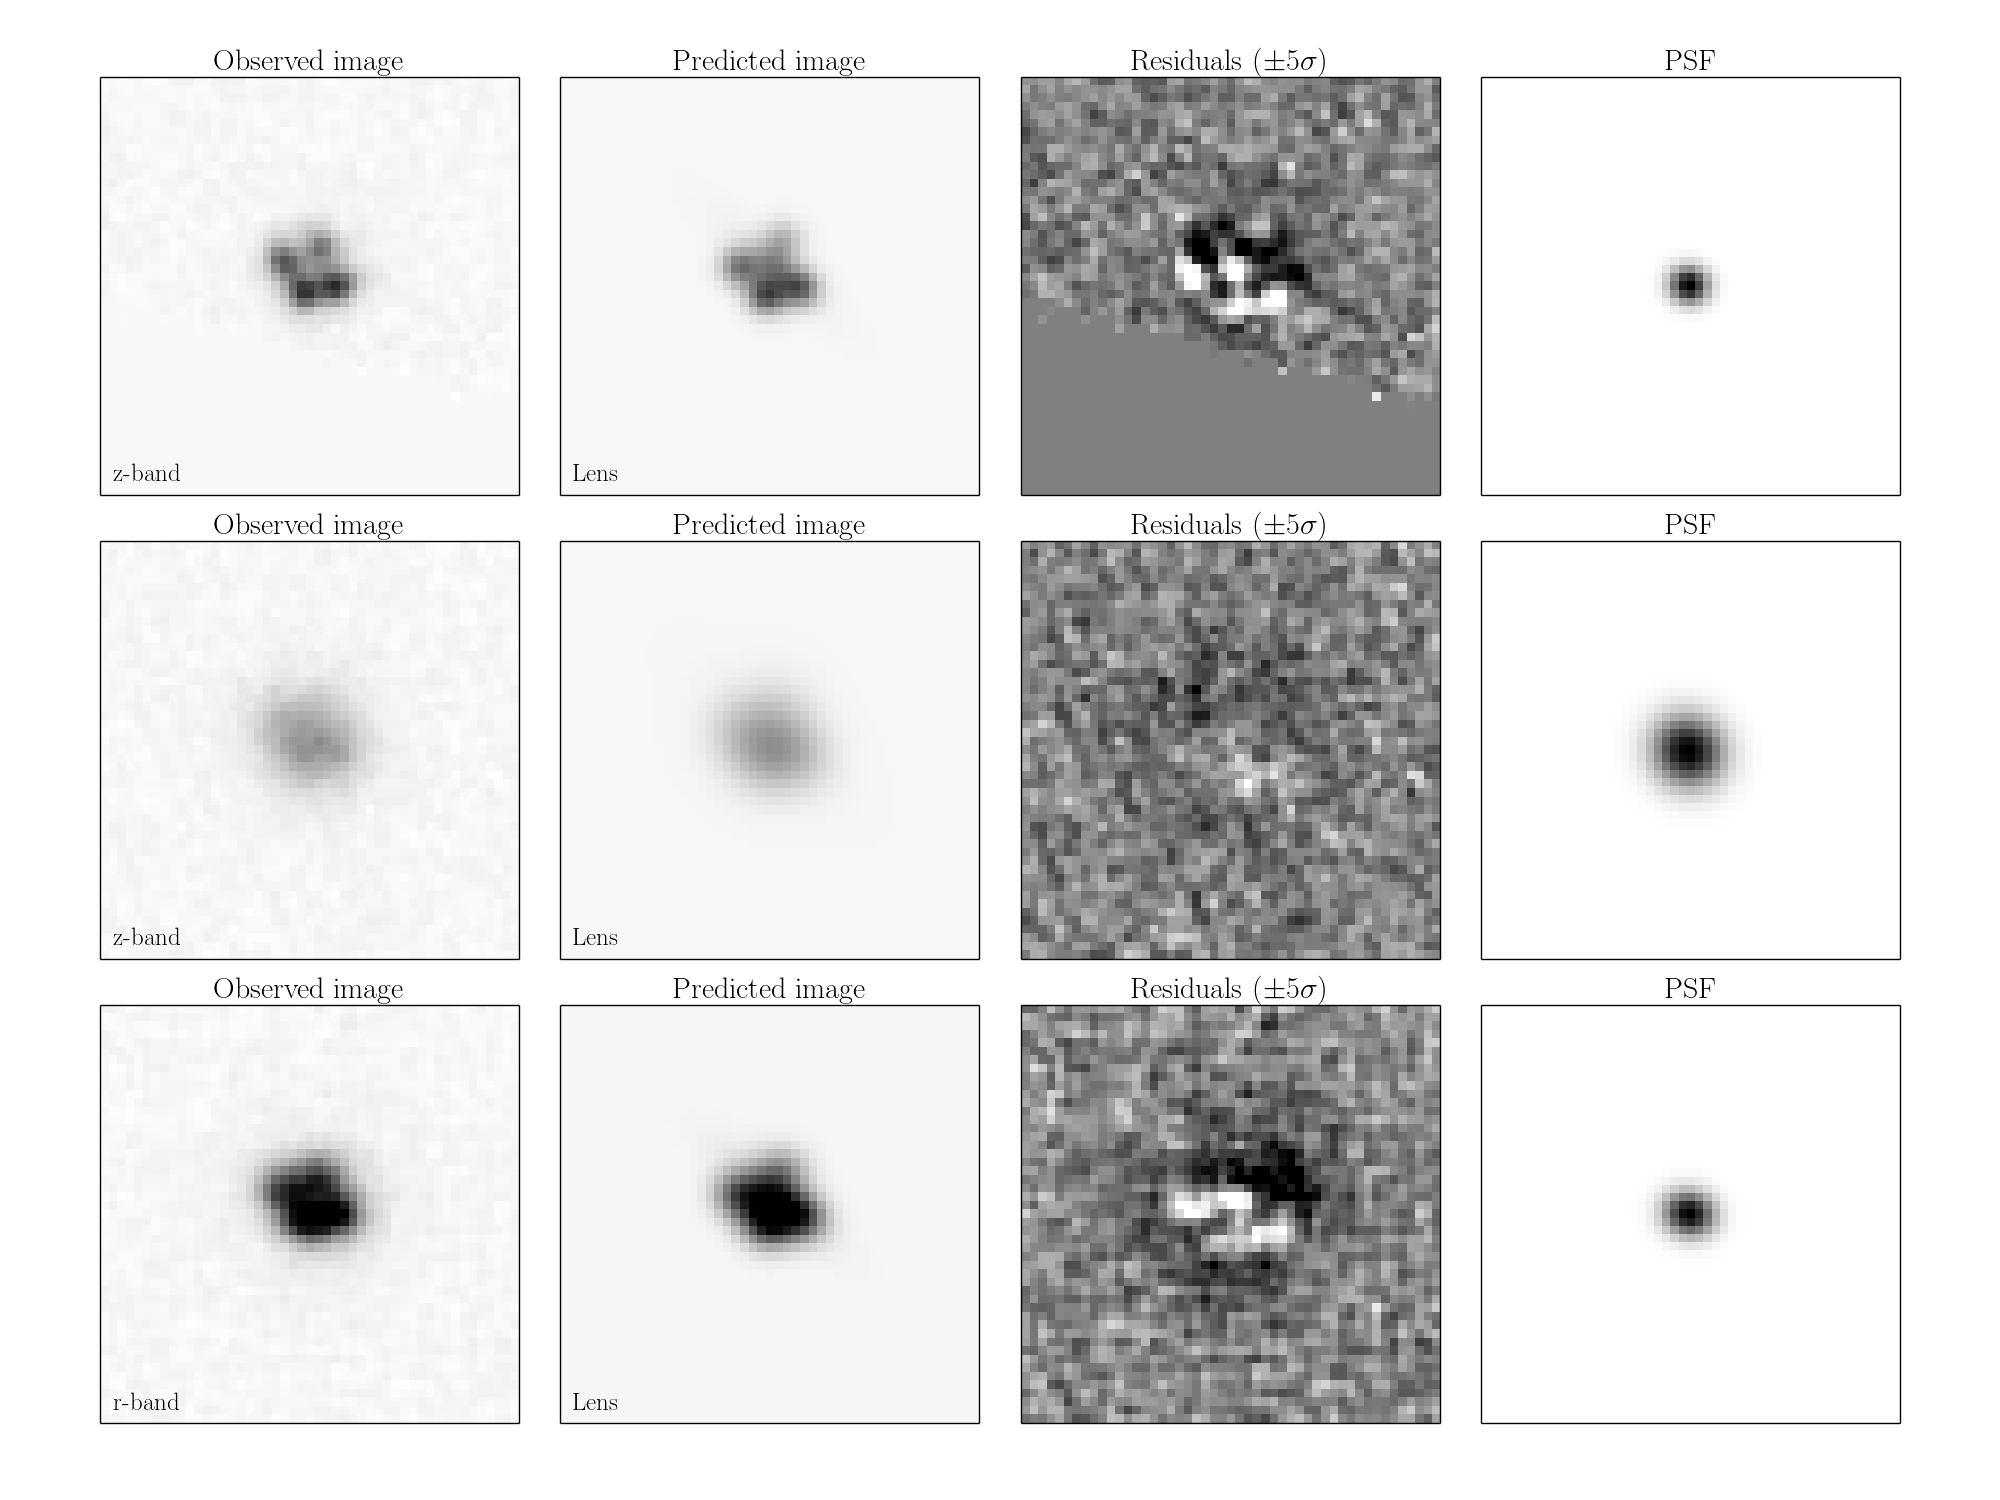 Observed image
Predicted image
Residuals (±5σ)
PSF
z-band
Lens
Observed image
Predicted image
Residuals (±5σ)
PSF
z-band
Lens
Observed image
Predicted image
Residuals (±5σ)
PSF
r-band
Lens